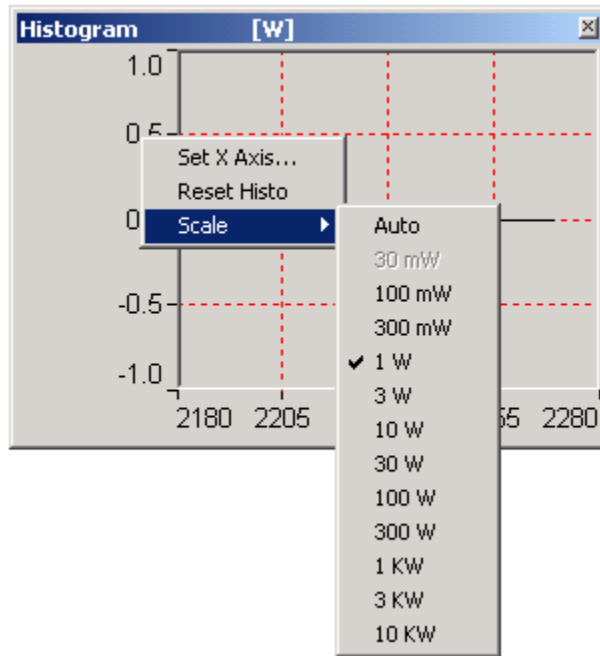 Histogram [W]
1.0
0.5
0
-0.5
-1.0
2180 2205 55 2280
Set X Axis...
Reset Histo
Scale
Auto
30 mW
100 mW
300 mW
1 W
3 W
10 W
30 W
100 W
300 W
1 KW
3 KW
10 KW